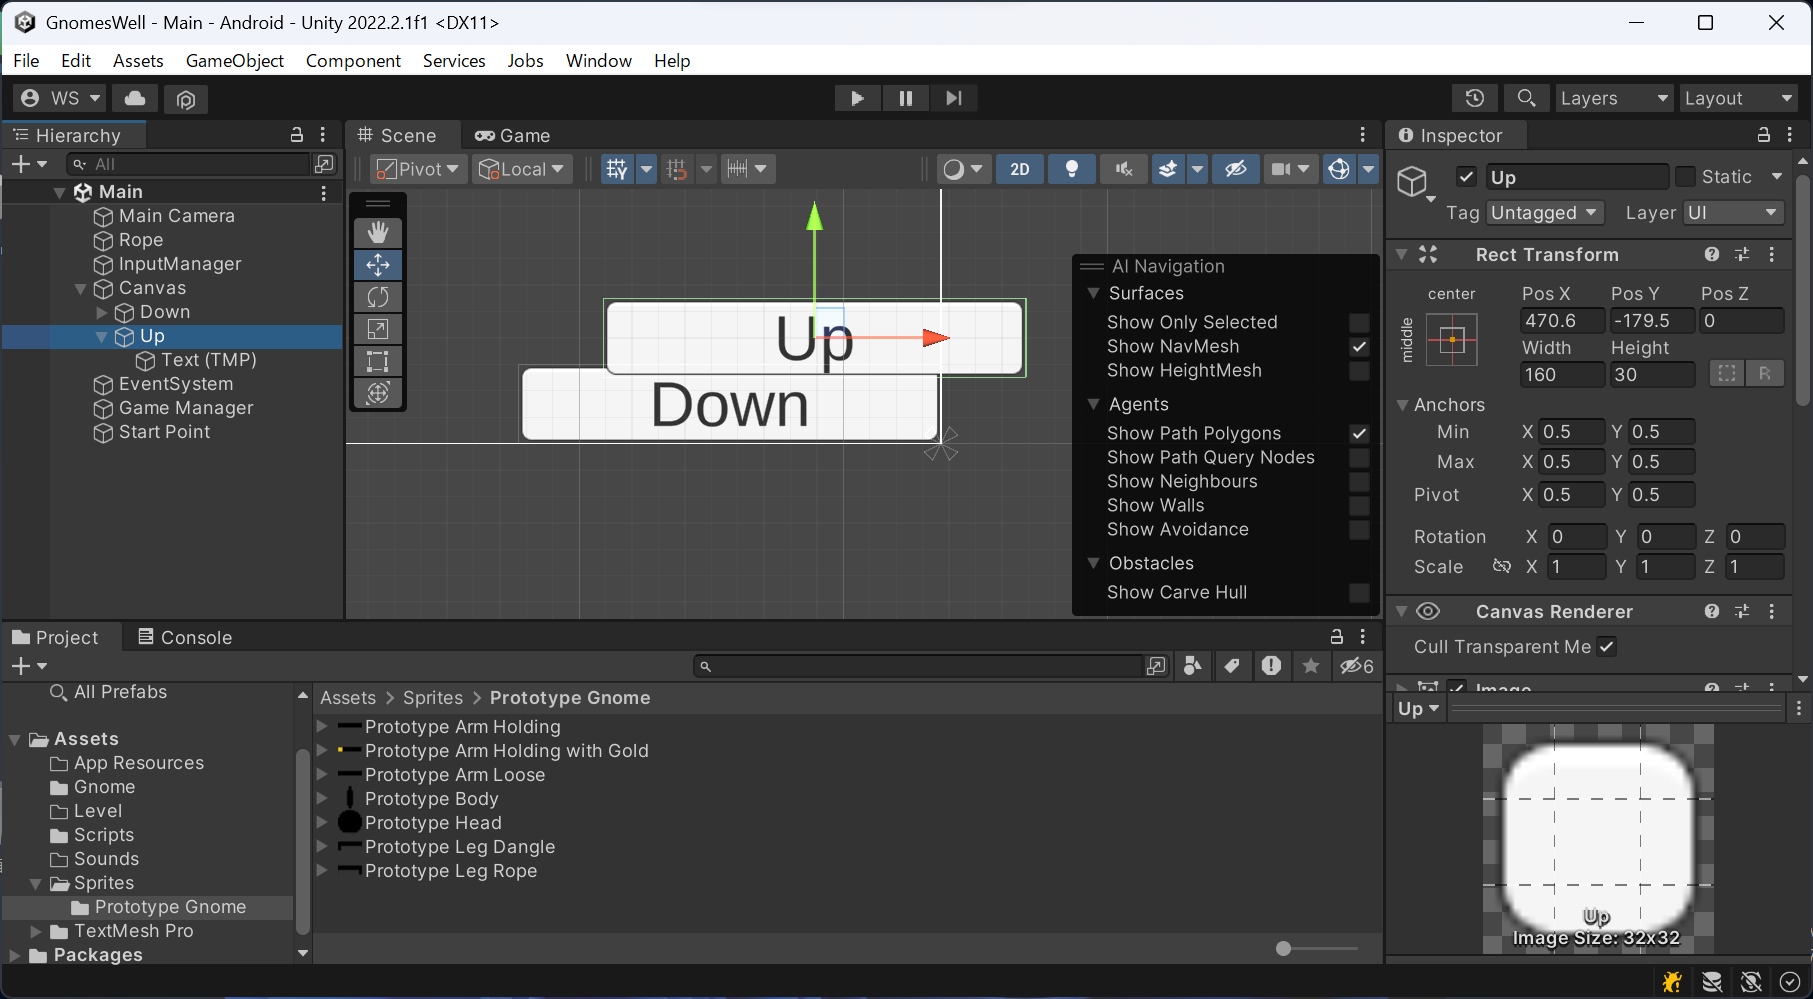 GnomesWell - Main - Android - Unity 2022.2.1f1 <DX11>
File Edit Assets GameObject Component Services Jobs Window Help
WS Layers Layout
Hierarchy
All
Main
Main Camera
Rope
InputManager
Canvas
Down
Up
Text (TMP)
EventSystem
Game Manager
Start Point
Scene Game
Pivot Local 2D
Up
Down
AI Navigation
Surfaces
Show Only Selected
Show NavMesh
Show HeightMesh
Agents
Show Path Polygons
Show Path Query Nodes
Show Neighbours
Show Walls
Show Avoidance
Obstacles
Show Carve Hull
Inspector
Up Static
Tag Untagged Layer UI
Rect Transform
center
middle
Pos X Pos Y Pos Z
470.6 -179.5 0
Width Height
160 30 R
Anchors
Min X 0.5 Y 0.5
Max X 0.5 Y 0.5
Pivot X 0.5 Y 0.5
Rotation X 0 Y 0 Z 0
Scale X 1 Y 1 Z 1
Canvas Renderer
Cull Transparent Me
Image
Up
Up
Image Size: 32x32
Project Console
6
All Prefabs
Assets
App Resources
Gnome
Level
Scripts
Sounds
Sprites
Prototype Gnome
TextMesh Pro
Packages
Assets > Sprites > Prototype Gnome
Prototype Arm Holding
Prototype Arm Holding with Gold
Prototype Arm Loose
Prototype Body
Prototype Head
Prototype Leg Dangle
Prototype Leg Rope